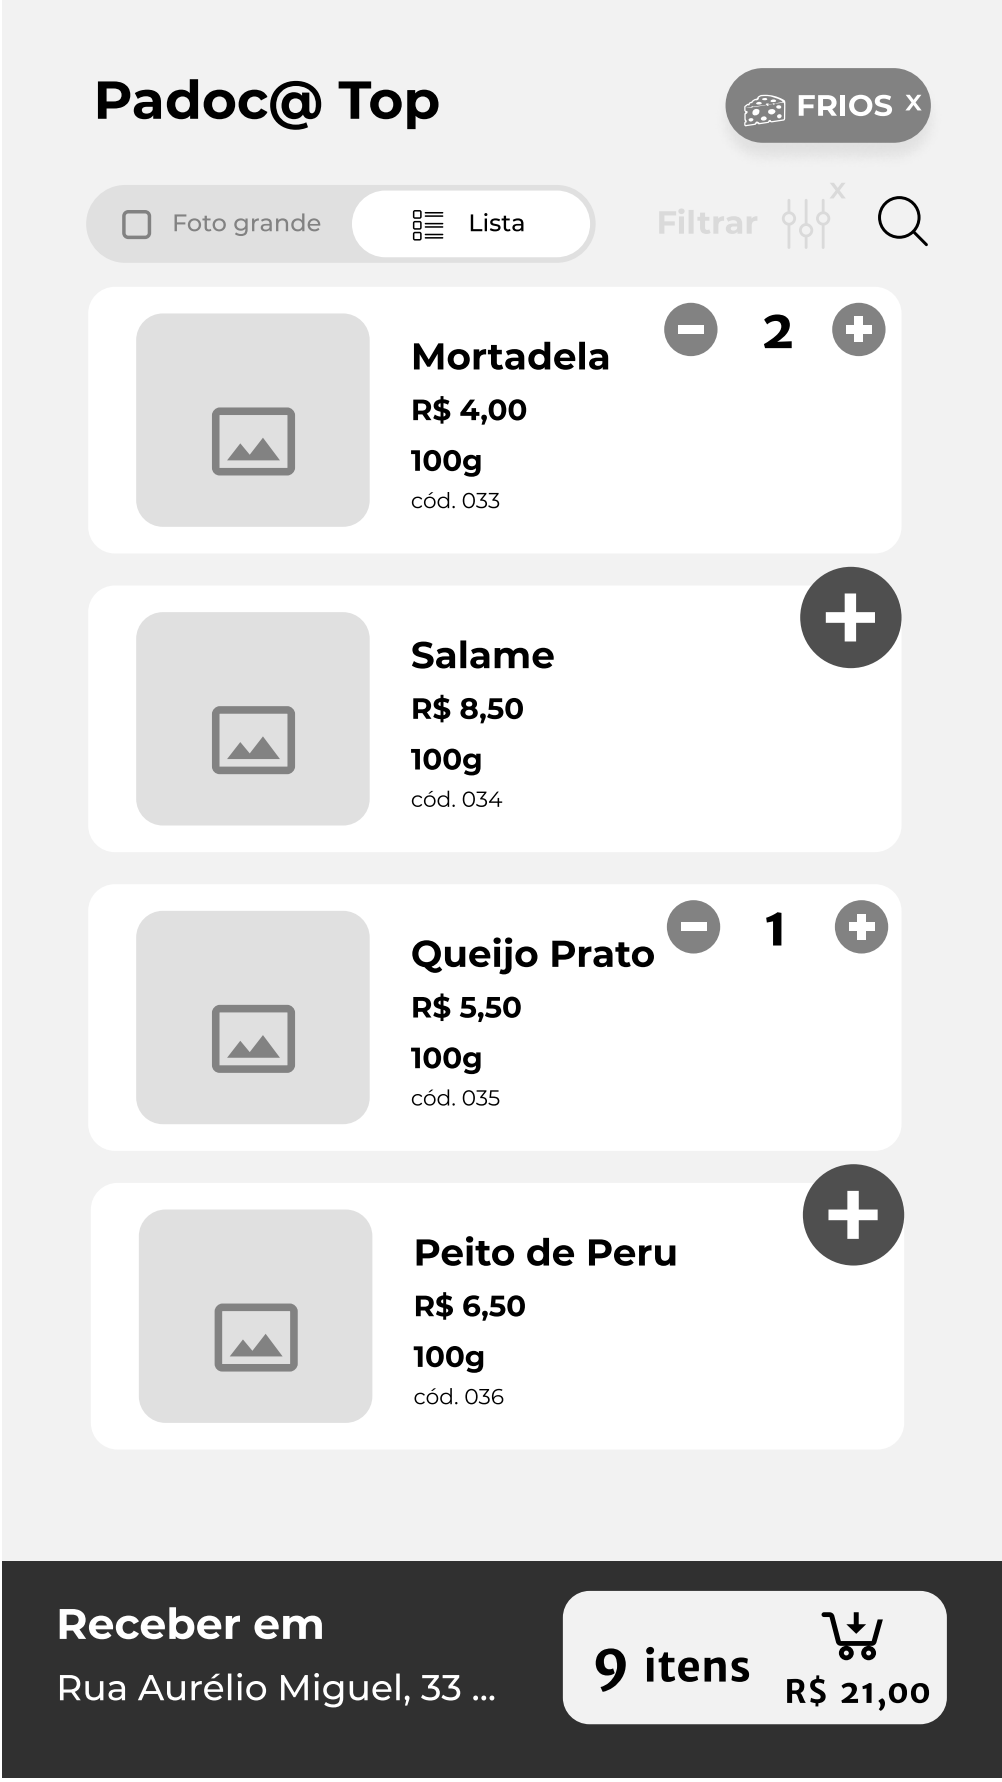 Padoc@ Top
FRIOS X
Foto grande
Lista
Filtrar
X
Mortadela
2
R$ 4,00
100g
cód. 033
Salame
R$ 8,50
100g
cód. 034
Queijo Prato
1
R$ 5,50
100g
cód. 035
Peito de Peru
R$ 6,50
100g
cód. 036
Receber em
Rua Aurélio Miguel, 33 ...
9 itens
R$ 21,00